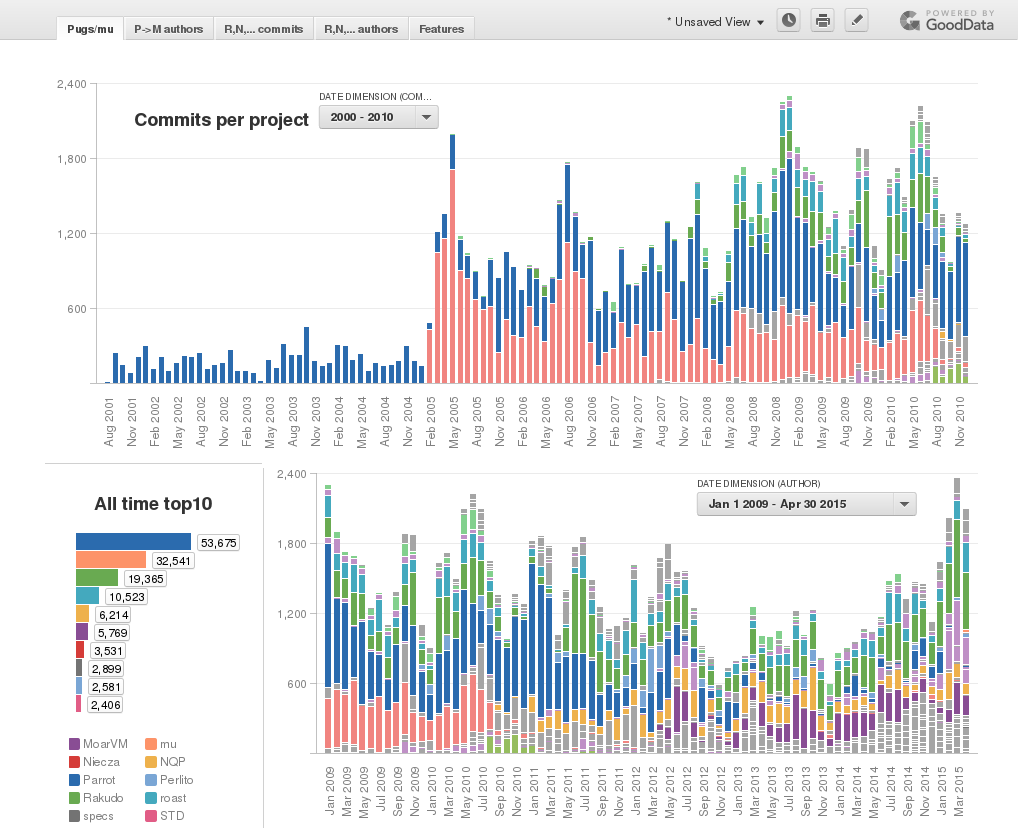 Pugs/mu P->M authors R,N,... commits R,N,... authors Features * Unsaved View POWERED BY GoodData
Commits per project
DATE DIMENSION (COM...
2000 - 2010
2,400
1,800
1,200
600
Aug 2001 Nov 2001 Feb 2002 May 2002 Aug 2002 Nov 2002 Feb 2003 May 2003 Aug 2003 Nov 2003 Feb 2004 May 2004 Aug 2004 Nov 2004 Feb 2005 May 2005 Aug 2005 Nov 2005 Feb 2006 May 2006 Aug 2006 Nov 2006 Feb 2007 May 2007 Aug 2007 Nov 2007 Feb 2008 May 2008 Aug 2008 Nov 2008 Feb 2009 May 2009 Aug 2009 Nov 2009 Feb 2010 May 2010 Aug 2010 Nov 2010
All time top10
53,675
32,541
19,365
10,523
6,214
5,769
3,531
2,899
2,581
2,406
MoarVM mu
Niecza NQP
Parrot Perlito
Rakudo roast
specs STD
DATE DIMENSION (AUTHOR)
Jan 1 2009 - Apr 30 2015
2,400
1,800
1,200
600
Jan 2009 Mar 2009 May 2009 Jul 2009 Sep 2009 Nov 2009 Jan 2010 Mar 2010 May 2010 Jul 2010 Sep 2010 Nov 2010 Jan 2011 Mar 2011 May 2011 Jul 2011 Sep 2011 Nov 2011 Jan 2012 Mar 2012 May 2012 Jul 2012 Sep 2012 Nov 2012 Jan 2013 Mar 2013 May 2013 Jul 2013 Sep 2013 Nov 2013 Jan 2014 Mar 2014 May 2014 Jul 2014 Sep 2014 Nov 2014 Jan 2015 Mar 2015